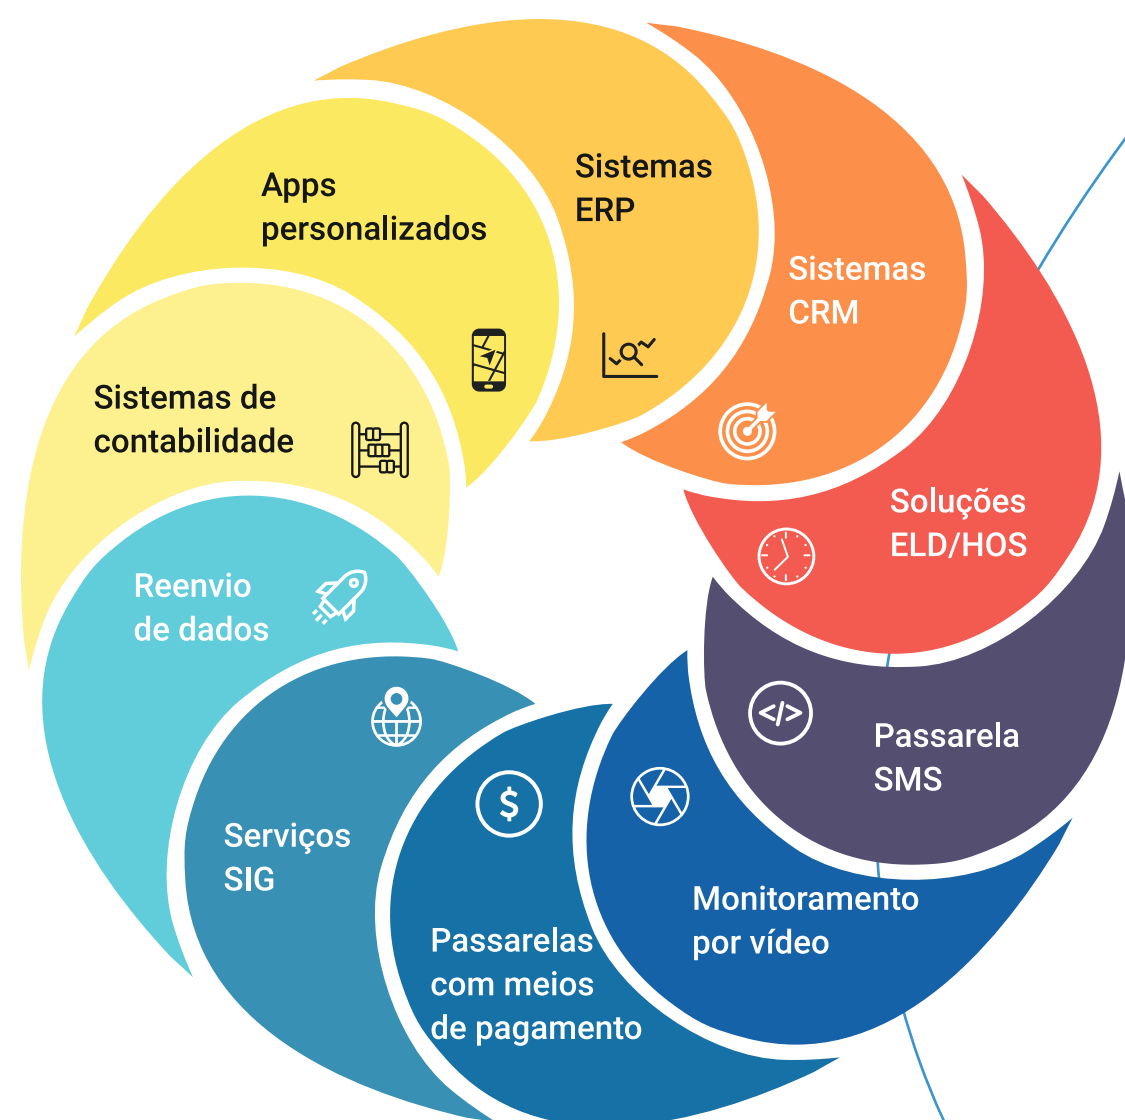 Sistemas
ERP
Sistemas
CRM
Soluções
ELD/HOS
Passarela
SMS
Monitoramento
por vídeo
Passarelas
com meios
de pagamento
Serviços
SIG
Reenvio
de dados
Sistemas de
contabilidade
Apps
personalizados
$
</>